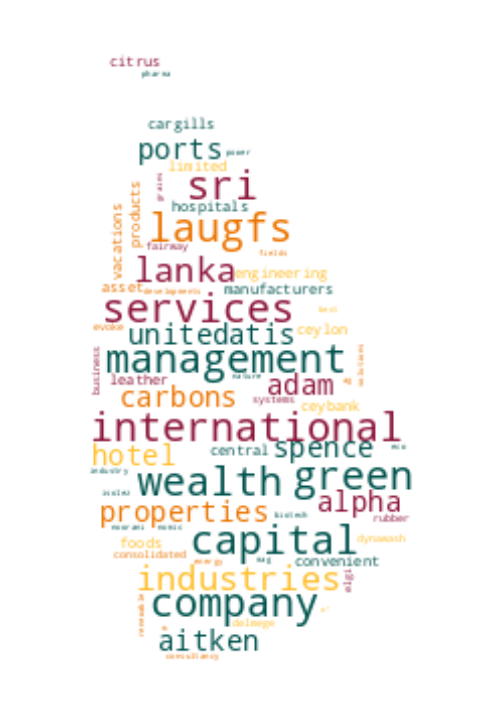 citrus
pharma
cargills
ports power
limited
grains
sri
hospitals
products
vacations
laugfs
fairway
fields
lanka engineering
asset developments manufacturers
services
best
evoke unitedatis ceylon
management
solutions
business
leather nature adam
carbons systems ceybank
international
hotel central spence
industry
wealth green
alpha
properties biotech rubber
capital
foods dynawash
consolidated energy convenient
industries
elgi
company
renewable
delmege
aitken
consultancy